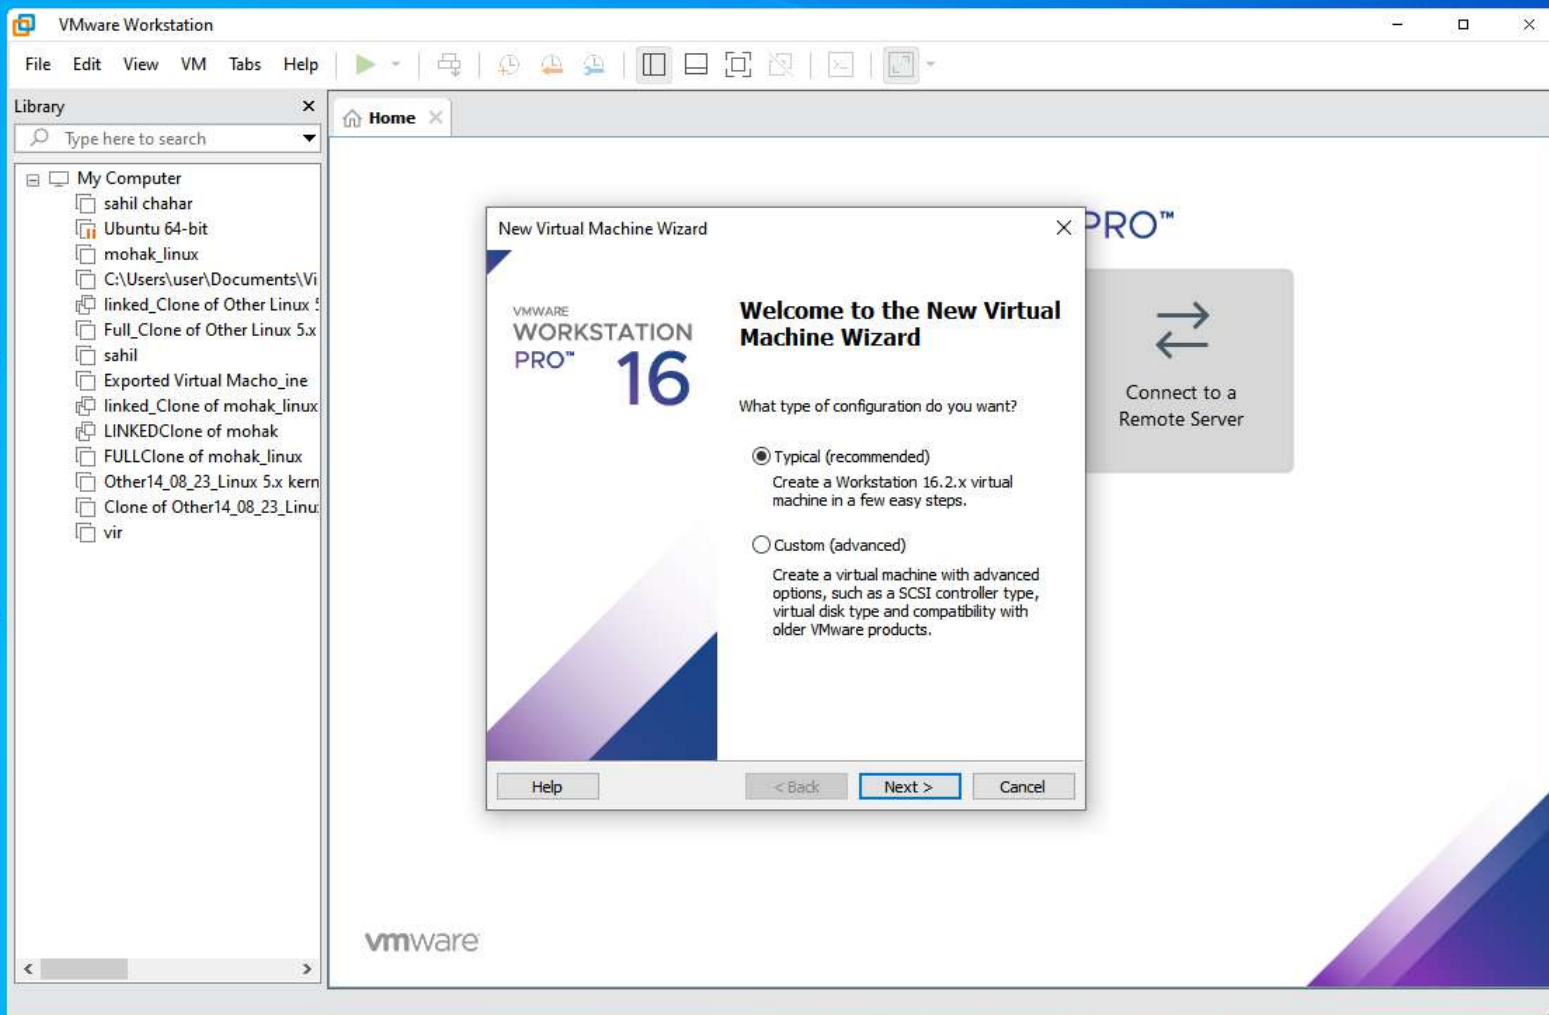 VMware Workstation
File Edit View VM Tabs Help
Library
Type here to search
My Computer
sahil chahar
Ubuntu 64-bit
mohak_linux
C:\Users\user\Documents\Vi
linked_Clone of Other Linux 5
Full_Clone of Other Linux 5.x
sahil
Exported Virtual Macho_ine
linked_Clone of mohak_linux
LINKEDClone of mohak
FULLClone of mohak_linux
Other14_08_23_Linux 5.x kern
Clone of Other14_08_23_Linu
vir
Home
PRO™
Connect to a
Remote Server
New Virtual Machine Wizard
VMWARE
WORKSTATION
PRO™ 16
Welcome to the New Virtual
Machine Wizard
What type of configuration do you want?
Typical (recommended)
Create a Workstation 16.2.x virtual
machine in a few easy steps.
Custom (advanced)
Create a virtual machine with advanced
options, such as a SCSI controller type,
virtual disk type and compatibility with
older VMware products.
Help < Back Next > Cancel
vmware